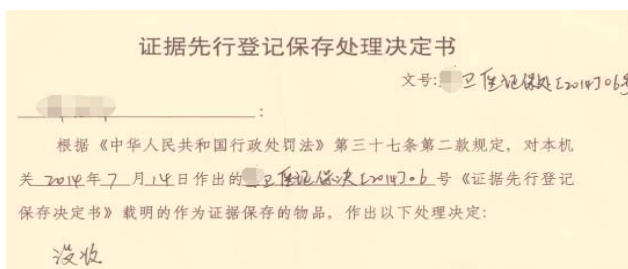 证据先行登记保存处理决定书
文号:卫医证保处[2014]06号
:
根据《中华人民共和国行政处罚法》第三十七条第二款规定，对本机
关2014年7月14日作出的卫医证保决[2014]06号《证据先行登记
保存决定书》载明的作为证据保存的物品，作出以下处理决定：
没收